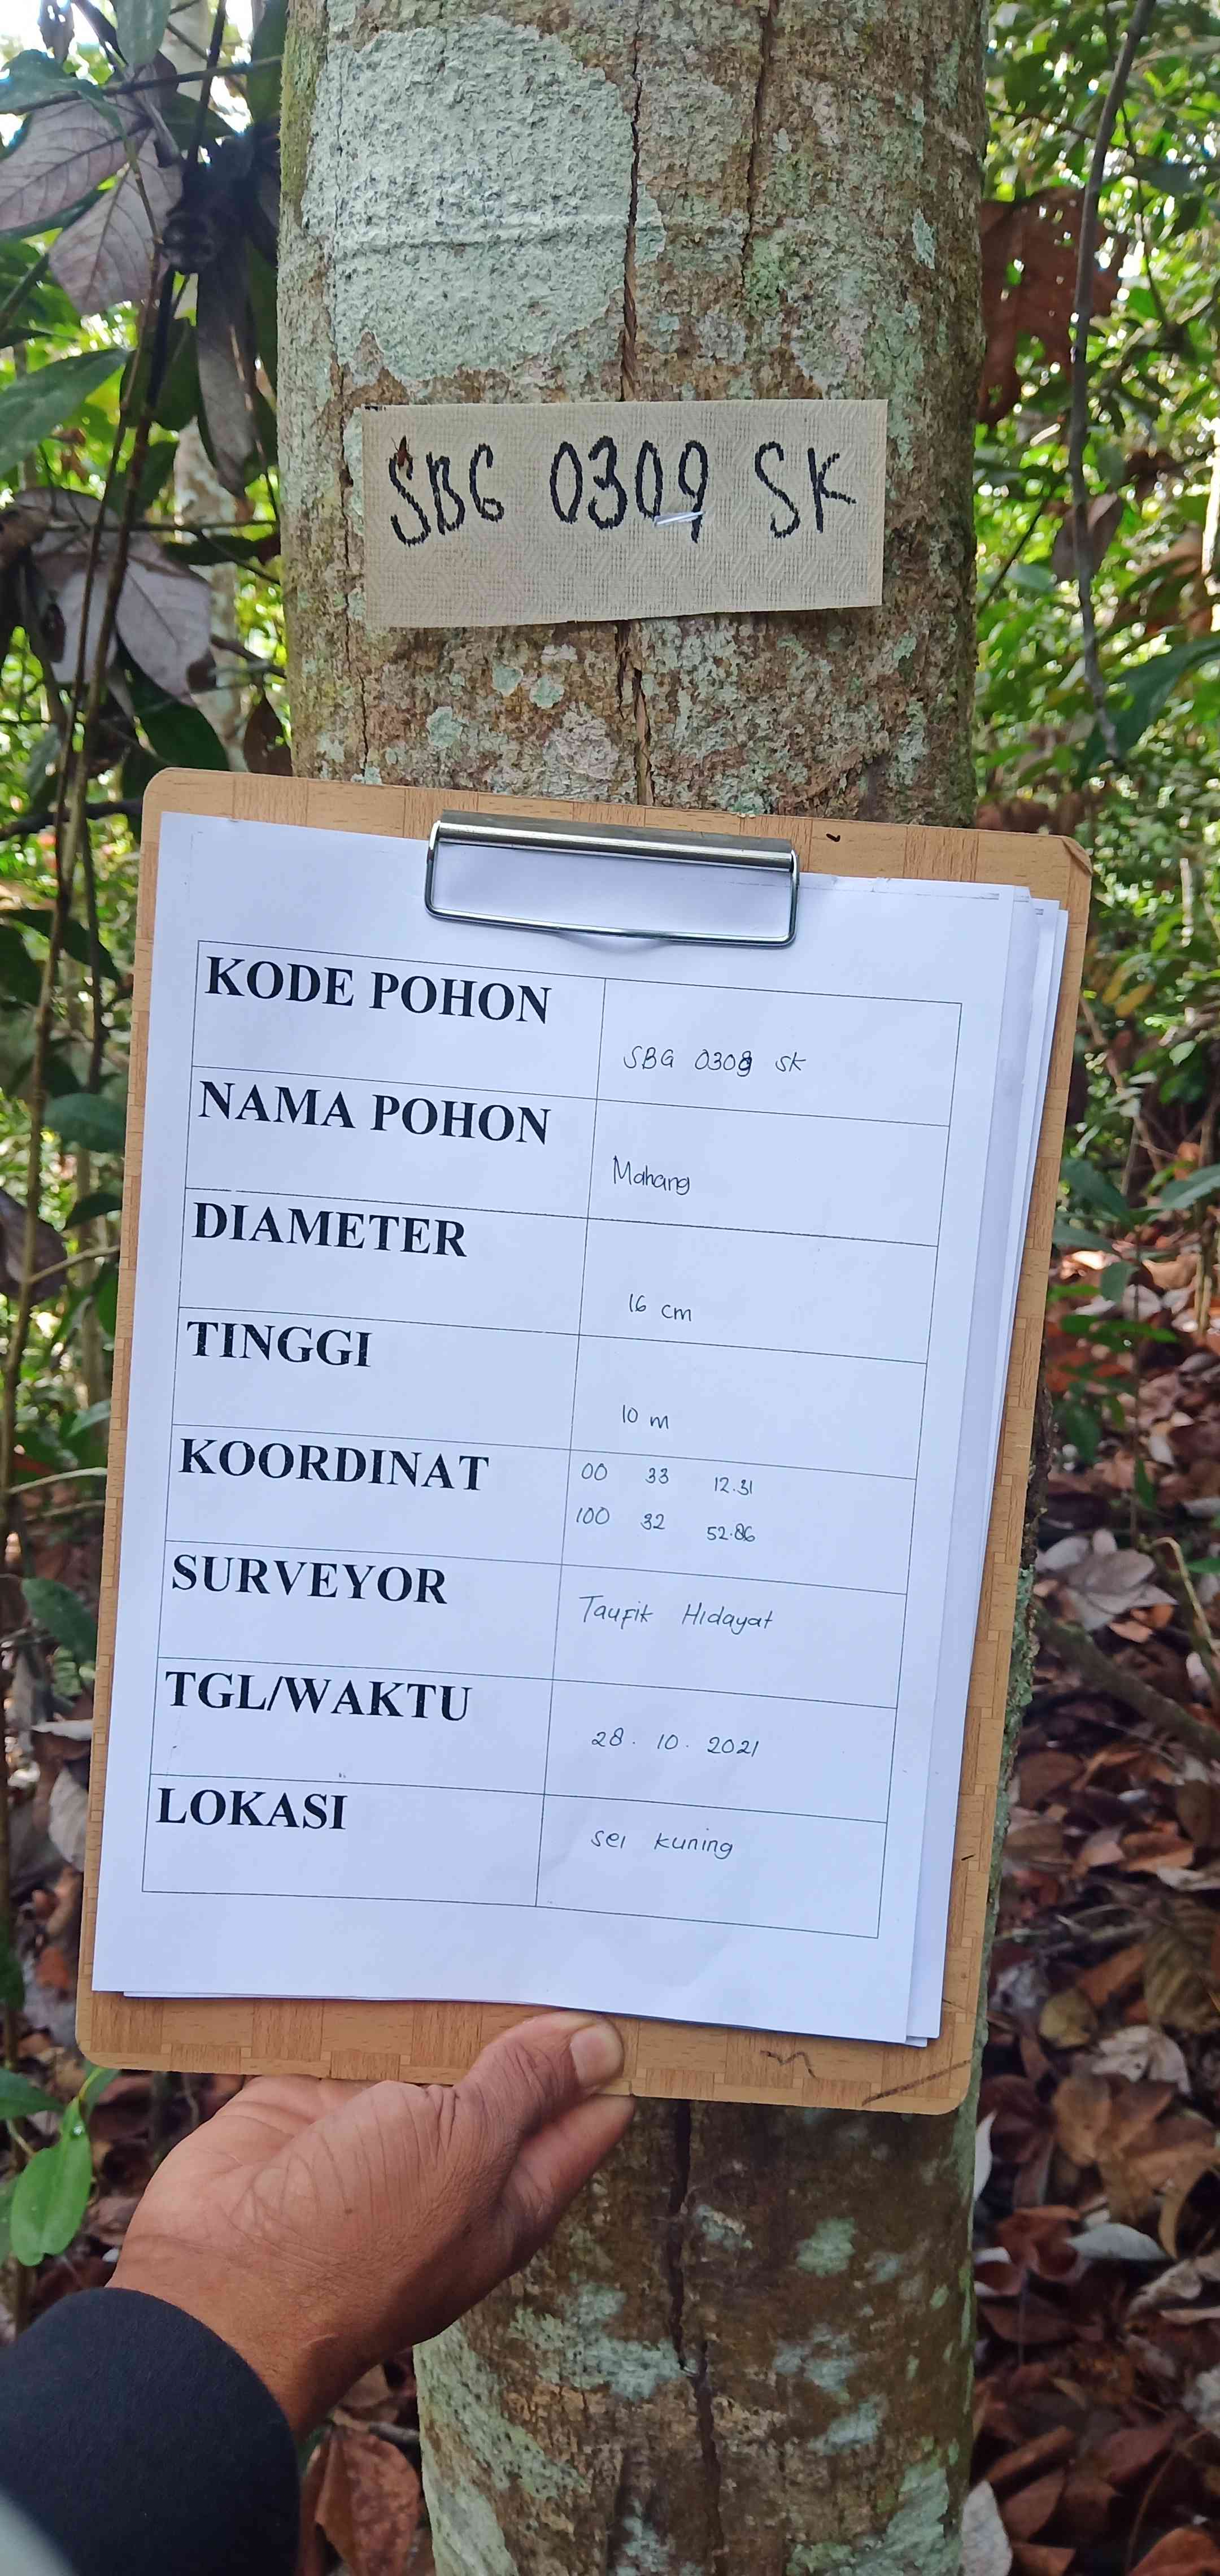 SBG 0309 SK
KODE POHON
SBG 0309 SK
NAMA POHON
Mahang
DIAMETER
16 cm
TINGGI
10 m
KOORDINAT
00 33 12.31
100 32 52.86
SURVEYOR
Taufik Hidayat
TGL/WAKTU
28. 10. 2021
LOKASI
sei kuning